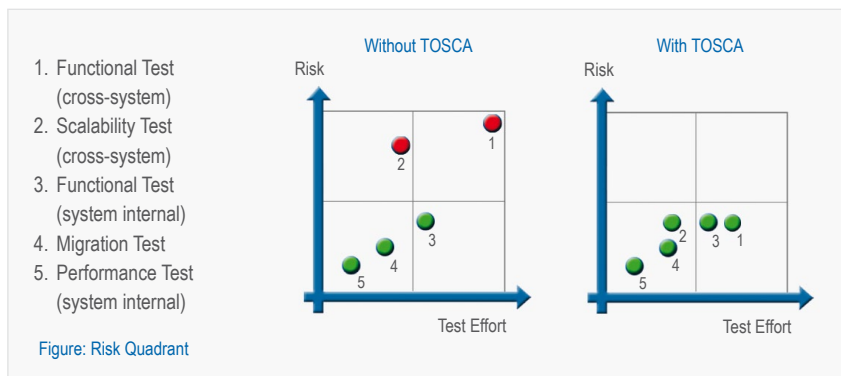 1. Functional Test
(cross-system)
2. Scalability Test
(cross-system)
3. Functional Test
(system internal)
4. Migration Test
5. Performance Test
(system internal)
Figure: Risk Quadrant
Without TOSCA
Risk
1
2
3
4
5
Test Effort
With TOSCA
Risk
2
3
1
4
5
Test Effort